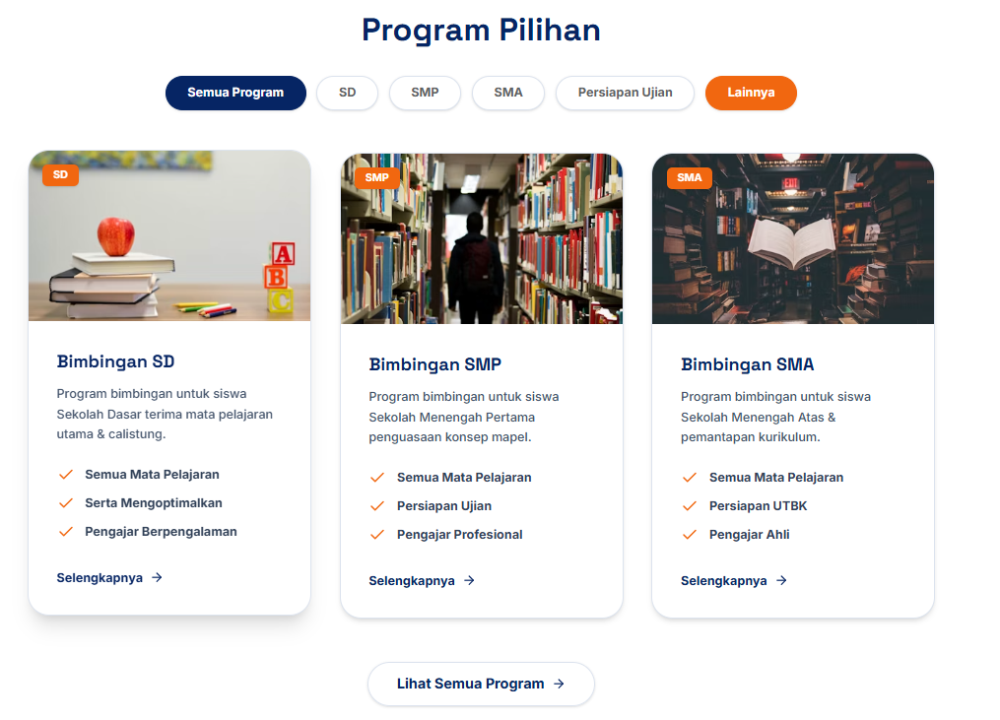 Program Pilihan
Semua Program
SD
SMP
SMA
Persiapan Ujian
Lainnya
SD
A
B
C
Bimbingan SD
Program bimbingan untuk siswa
Sekolah Dasar terima mata pelajaran
utama & calistung.
Semua Mata Pelajaran
Serta Mengoptimalkan
Pengajar Berpengalaman
Selengkapnya
SMP
Bimbingan SMP
Program bimbingan untuk siswa
Sekolah Menengah Pertama
penguasaan konsep mapel.
Semua Mata Pelajaran
Persiapan Ujian
Pengajar Profesional
Selengkapnya
SMA
EXIT
Bimbingan SMA
Program bimbingan untuk siswa
Sekolah Menengah Atas &
pemantapan kurikulum.
Semua Mata Pelajaran
Persiapan UTBK
Pengajar Ahli
Selengkapnya
Lihat Semua Program